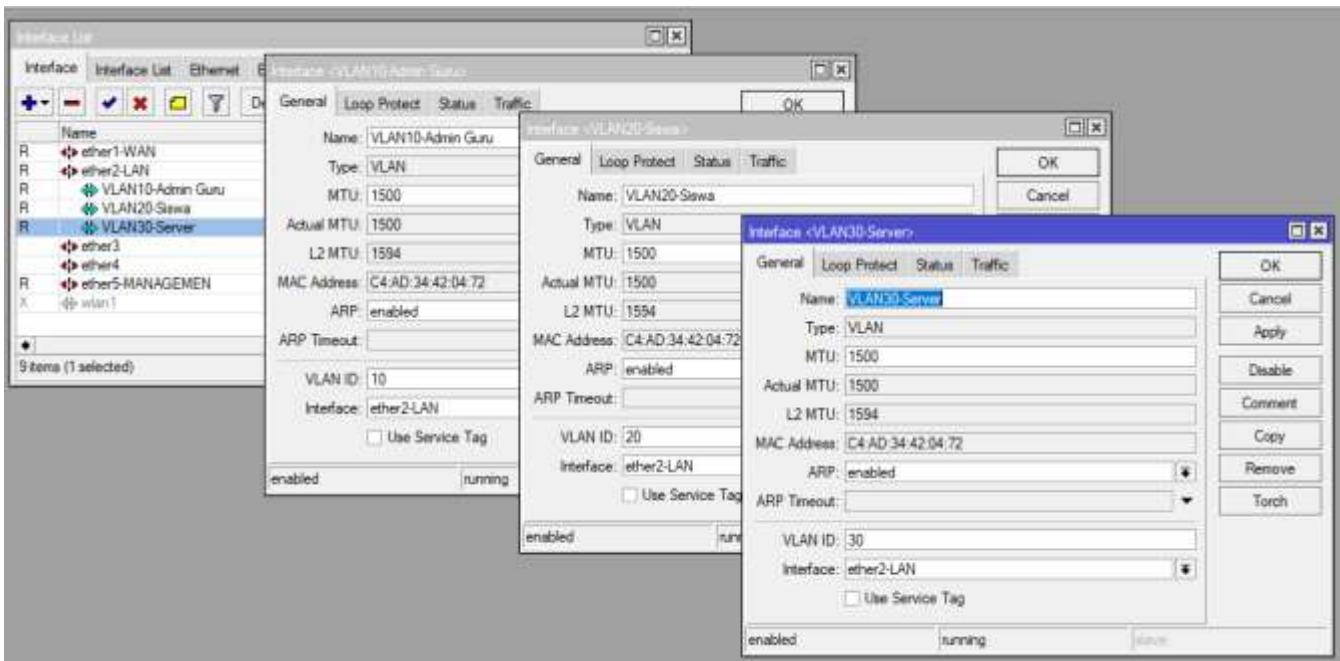 Interface List
Interface Interface List Ethernet
Name
R ether1-WAN
R ether2-LAN
R VLAN10-Admin Guru
R VLAN20-Siswa
R VLAN30-Server
ether3
ether4
R ether5-MANAGEMEN
X wlan1
9 items (1 selected)
Interface <VLAN10-Admin Guru>
General Loop Protect Status Traffic
OK
Name: VLAN10-Admin Guru
Type: VLAN
MTU: 1500
Actual MTU: 1500
L2 MTU: 1594
MAC Address: C4:AD:34:42:04:72
ARP: enabled
ARP Timeout:
VLAN ID: 10
Interface: ether2-LAN
Use Service Tag
enabled running
Interface <VLAN20-Siswa>
General Loop Protect Status Traffic
OK
Cancel
Name: VLAN20-Siswa
Type: VLAN
MTU: 1500
Actual MTU: 1500
L2 MTU: 1594
MAC Address: C4:AD:34:42:04:72
ARP: enabled
ARP Timeout:
VLAN ID: 20
Interface: ether2-LAN
Use Service Tag
enabled
Interface <VLAN30-Server>
General Loop Protect Status Traffic
Name: VLAN30-Server
Type: VLAN
MTU: 1500
Actual MTU: 1500
L2 MTU: 1594
MAC Address: C4:AD:34:42:04:72
ARP: enabled
ARP Timeout:
VLAN ID: 30
Interface: ether2-LAN
Use Service Tag
OK
Cancel
Apply
Disable
Comment
Copy
Remove
Torch
enabled running slave